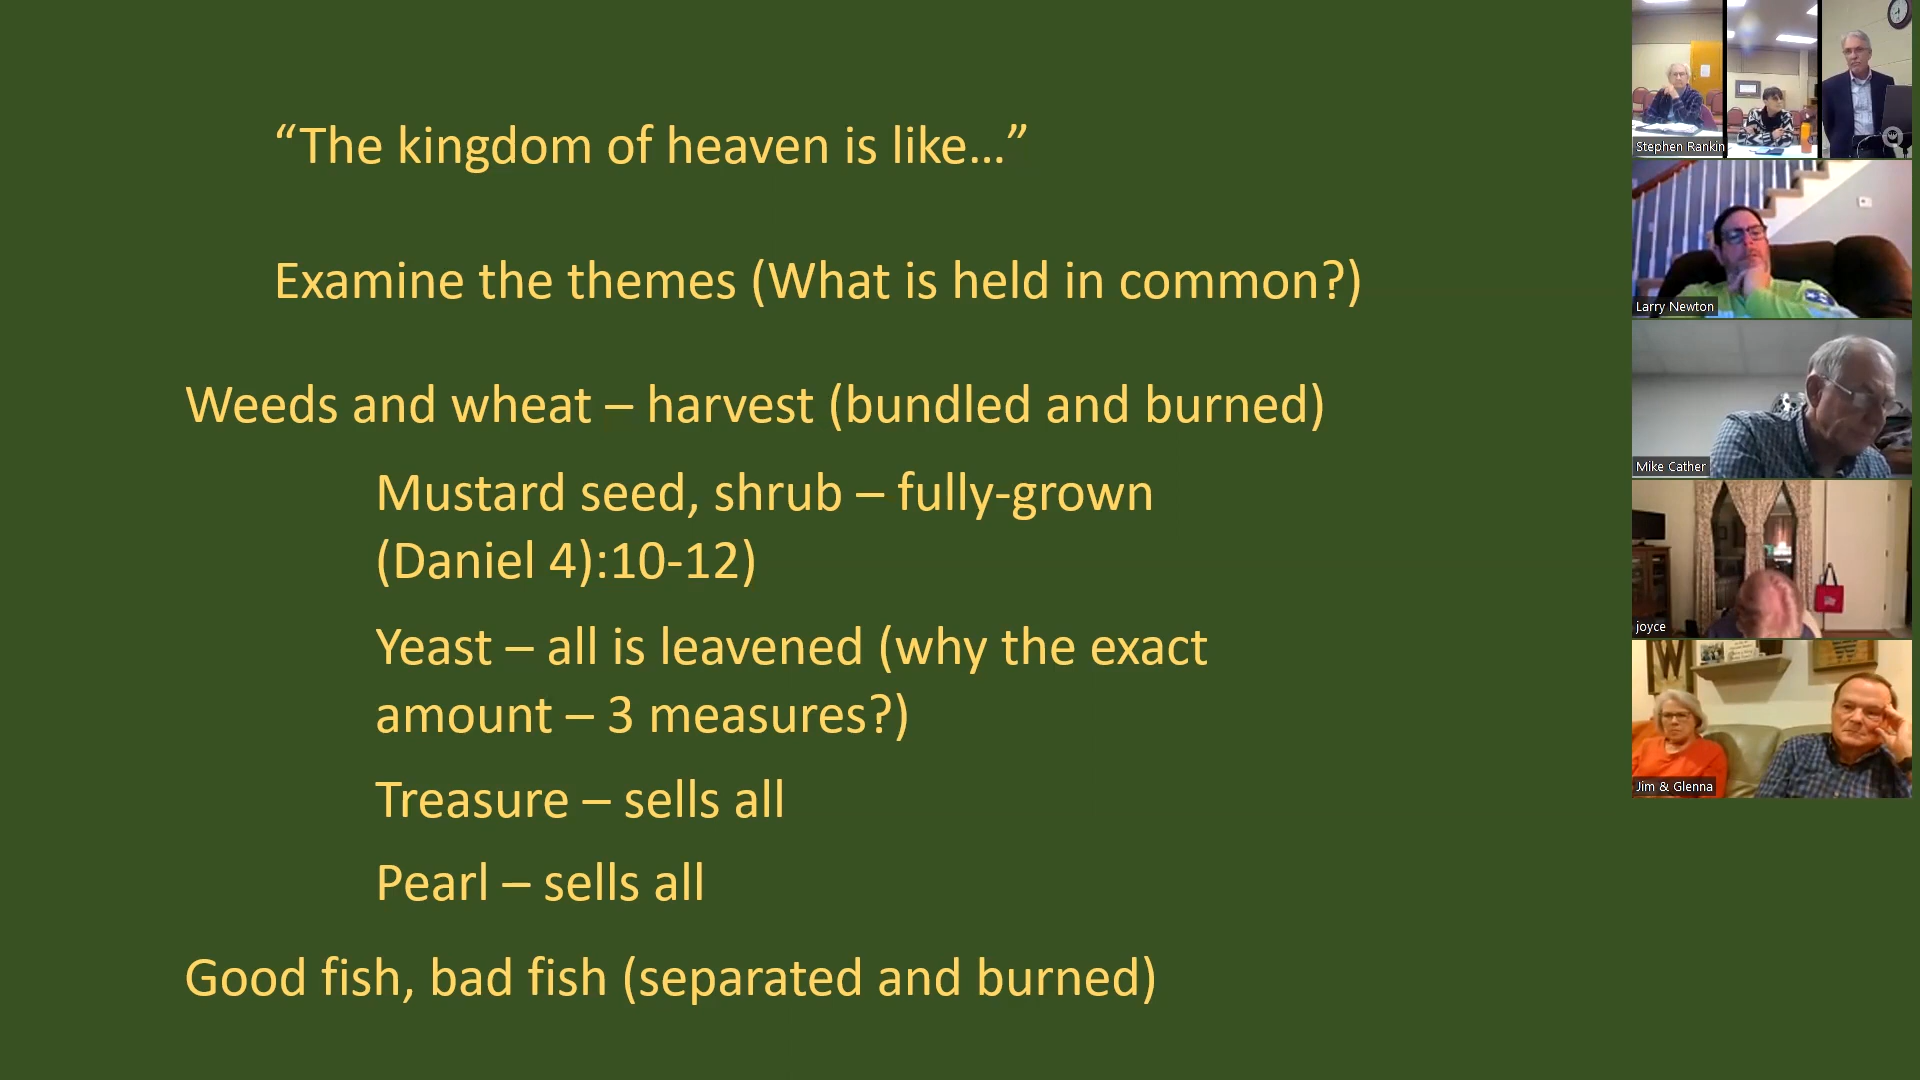 “The kingdom of heaven is like…”
Examine the themes (What is held in common?)
Weeds and wheat – harvest (bundled and burned)
Mustard seed, shrub – fully-grown
(Daniel 4):10-12)
Yeast – all is leavened (why the exact
amount – 3 measures?)
Treasure – sells all
Pearl – sells all
Good fish, bad fish (separated and burned)
Stephen Rankin
Larry Newton
Mike Cather
joyce
W
Jim & Glenna